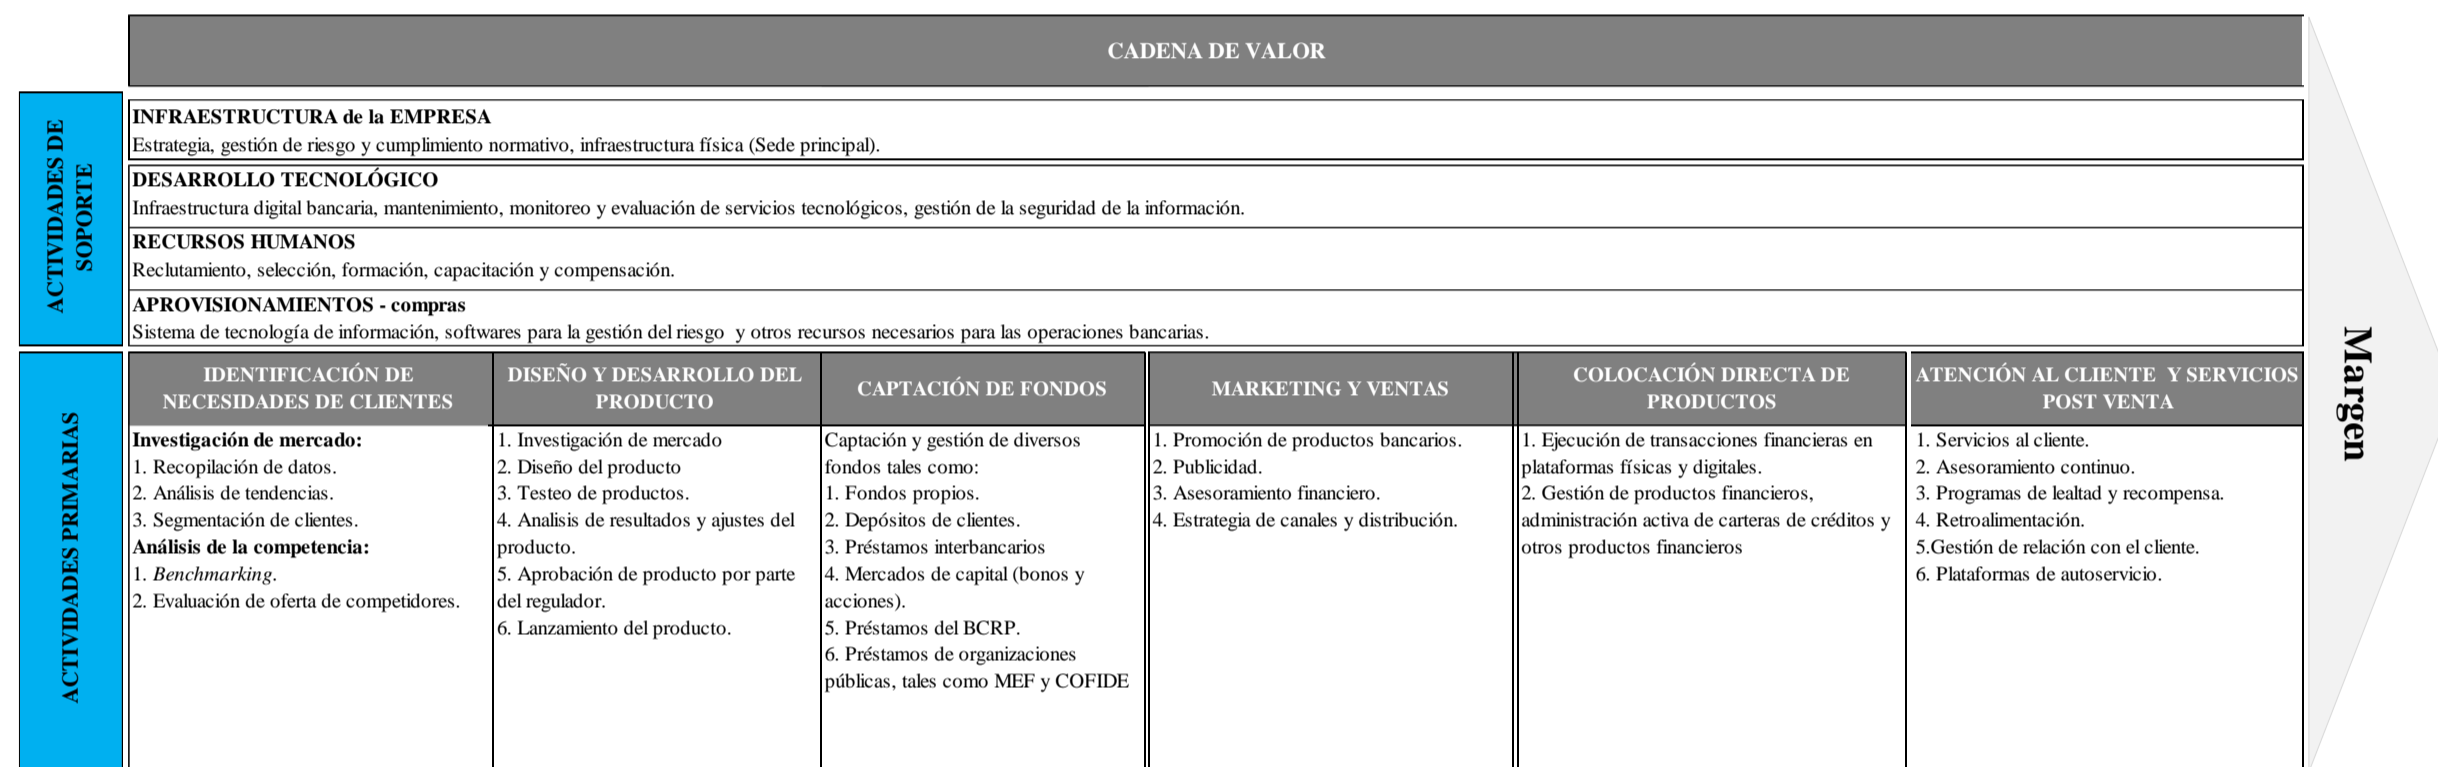 CADENA DE VALOR
ACTIVIDADES DE
SOPORTE
INFRAESTRUCTURA de la EMPRESA
Estrategia, gestión de riesgo y cumplimiento normativo, infraestructura física (Sede principal).
DESARROLLO TECNOLÓGICO
Infraestructura digital bancaria, mantenimiento, monitoreo y evaluación de servicios tecnológicos, gestión de la seguridad de la información.
RECURSOS HUMANOS
Reclutamiento, selección, formación, capacitación y compensación.
APROVISIONAMIENTOS - compras
Sistema de tecnología de información, softwares para la gestión del riesgo  y otros recursos necesarios para las operaciones bancarias.
ACTIVIDADES PRIMARIAS
IDENTIFICACIÓN DE
NECESIDADES DE CLIENTES
Investigación de mercado:
1. Recopilación de datos.
2. Análisis de tendencias.
3. Segmentación de clientes.
Análisis de la competencia:
1. Benchmarking.
2. Evaluación de oferta de competidores.
DISEÑO Y DESARROLLO DEL
PRODUCTO
1. Investigación de mercado
2. Diseño del producto
3. Testeo de productos.
4. Analisis de resultados y ajustes del
producto.
5. Aprobación de producto por parte
del regulador.
6. Lanzamiento del producto.
CAPTACIÓN DE FONDOS
Captación y gestión de diversos
fondos tales como:
1. Fondos propios.
2. Depósitos de clientes.
3. Préstamos interbancarios
4. Mercados de capital (bonos y
acciones).
5. Préstamos del BCRP.
6. Préstamos de organizaciones
públicas, tales como MEF y COFIDE
MARKETING Y VENTAS
1. Promoción de productos bancarios.
2. Publicidad.
3. Asesoramiento financiero.
4. Estrategia de canales y distribución.
COLOCACIÓN DIRECTA DE
PRODUCTOS
1. Ejecución de transacciones financieras en
plataformas físicas y digitales.
2. Gestión de productos financieros,
administración activa de carteras de créditos y
otros productos financieros
ATENCIÓN AL CLIENTE  Y SERVICIOS
POST VENTA
1. Servicios al cliente.
2. Asesoramiento continuo.
3. Programas de lealtad y recompensa.
4. Retroalimentación.
5.Gestión de relación con el cliente.
6. Plataformas de autoservicio.
Margen